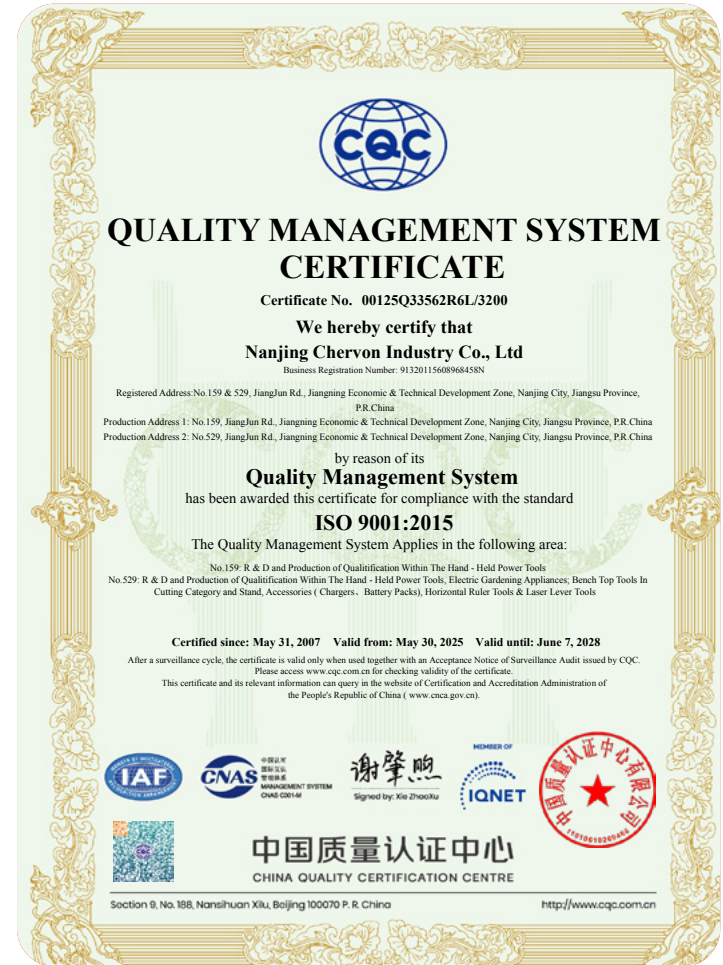 CQC
QUALITY MANAGEMENT SYSTEM
CERTIFICATE
Certificate No. 00125Q33562R6L/3200
We hereby certify that
Nanjing Chervon Industry Co., Ltd
Business Registration Number: 91320115608968458N
Registered Address:No.159 & 529, JiangJun Rd., Jiangning Economic & Technical Development Zone, Nanjing City, Jiangsu Province,
P.R.China
Production Address 1: No.159, JiangJun Rd., Jiangning Economic & Technical Development Zone, Nanjing City, Jiangsu Province, P.R.China
Production Address 2: No.529, JiangJun Rd., Jiangning Economic & Technical Development Zone, Nanjing City, Jiangsu Province, P.R.China
by reason of its
Quality Management System
has been awarded this certificate for compliance with the standard
ISO 9001:2015
The Quality Management System Applies in the following area:
No.159: R & D and Production of Qualitification Within The Hand - Held Power Tools
No.529: R & D and Production of Qualitification Within The Hand - Held Power Tools, Electric Gardening Appliances; Bench Top Tools In
Cutting Category and Stand, Accessories ( Chargers、Battery Packs), Horizontal Ruler Tools & Laser Lever Tools
Certified since: May 31, 2007 Valid from: May 30, 2025 Valid until: June 7, 2028
After a surveillance cycle, the certificate is valid only when used together with an Acceptance Notice of Surveillance Audit issued by CQC.
Please access www.cqc.com.cn for checking validity of the certificate.
This certificate and its relevant information can query in the website of Certification and Accreditation Administration of
the People's Republic of China ( www.cnca.gov.cn).
IAF
CNAS
中国认可
国际互认
管理体系
MANAGEMENT SYSTEM
CNAS C001-M
谢肇煦
Signed by: Xie ZhaoXu
MEMBER OF
IQNET
中国质量认证中心有限公司
中国质量认证中心
CHINA QUALITY CERTIFICATION CENTRE
Section 9, No. 188, Nansihuan Xilu, Beijing 100070 P. R. China
http://www.cqc.com.cn